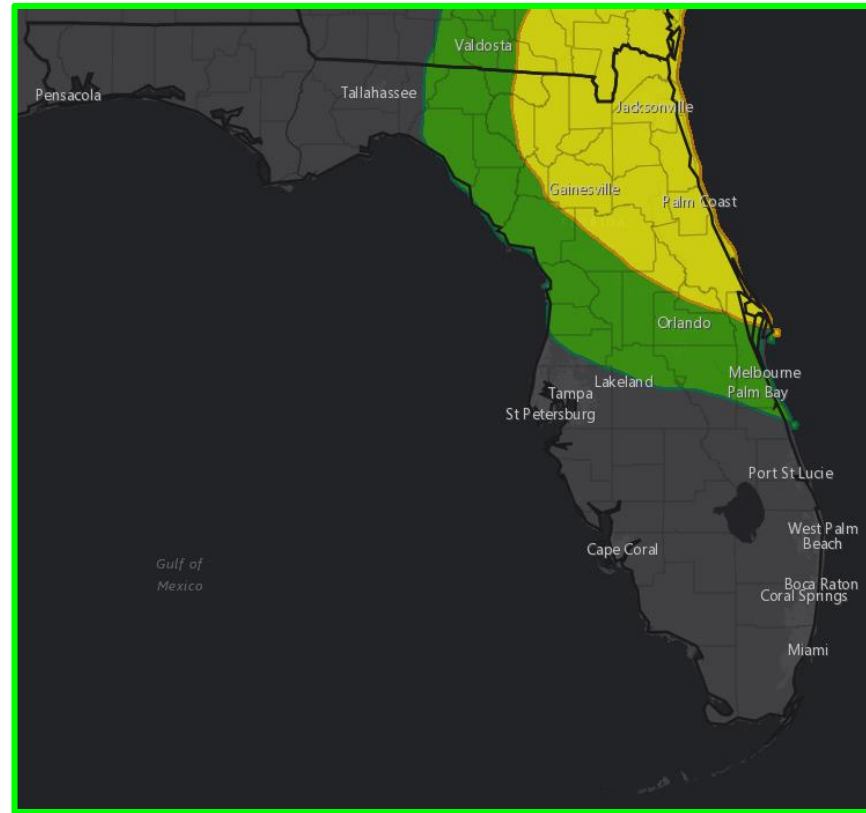 Valdosta
Pensacola
Tallahassee
Jacksonville
Gainesville
Palm Coast
Orlando
Melbourne
Lakeland
Palm Bay
Tampa
St Petersburg
Port St Lucie
West Palm
Beach
Cape Coral
Gulf of
Mexico
Boca Raton
Coral Springs
Miami